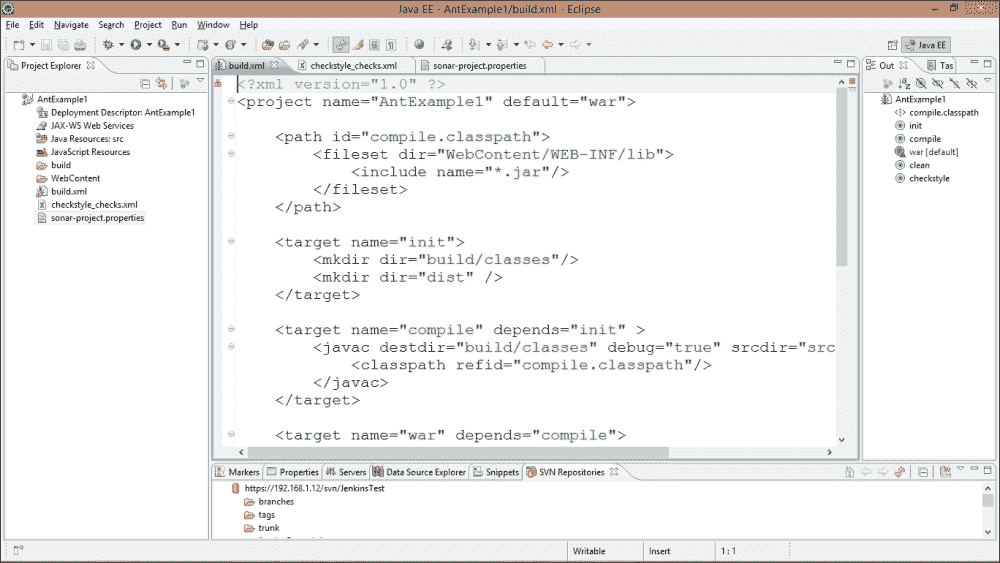 Java EE - AntExample1/build.xml - Eclipse
File Edit Navigate Search Project Run Window Help
Java EE
Project Explorer
AntExample1
Deployment Descriptor: AntExample1
JAX-WS Web Services
Java Resources: src
JavaScript Resources
build
WebContent
build.xml
checkstyle_checks.xml
sonar-project.properties
build.xml checkstyle_checks.xml sonar-project.properties
<?xml version="1.0" ?>
<project name="AntExample1" default="war">
<path id="compile.classpath">
<fileset dir="WebContent/WEB-INF/lib">
<include name="*.jar"/>
</fileset>
</path>
<target name="init">
<mkdir dir="build/classes"/>
<mkdir dir="dist" />
</target>
<target name="compile" depends="init" >
<javac destdir="build/classes" debug="true" srcdir="src
<classpath refid="compile.classpath"/>
</javac>
</target>
<target name="war" depends="compile">
Out Tas
AntExample1
compile.classpath
init
compile
war [default]
clean
checkstyle
Markers Properties Servers Data Source Explorer Snippets SVN Repositories
https://192.168.1.12/svn/JenkinsTest
branches
tags
trunk
Writable Insert 1 : 1